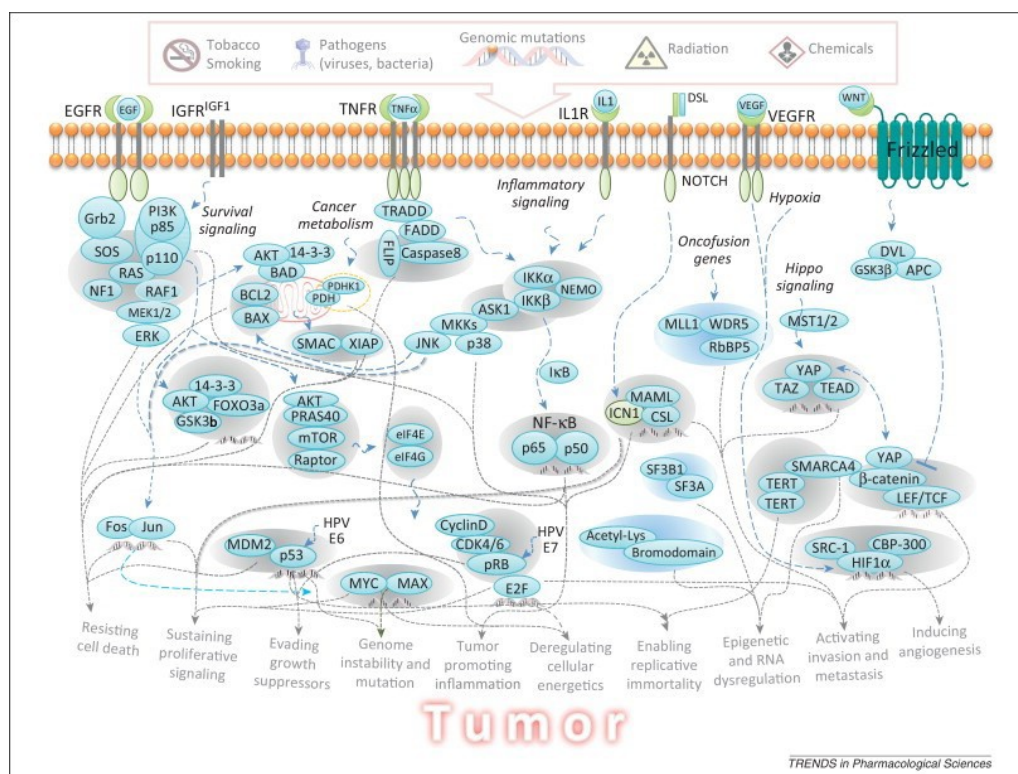 Tobacco
Smoking
Pathogens
(viruses, bacteria)
Genomic mutations
Radiation
Chemicals
EGFR
EGF
IGFR
IGF1
TNFR
TNFα
IL1R
IL1
DSL
VEGF
VEGFR
WNT
Frizzled
NOTCH
Hypoxia
Grb2
PI3K
p85
p110
SOS
RAS
NF1
RAF1
MEK1/2
ERK
Survival
signaling
Cancer
metabolism
Inflammatory
signaling
TRADD
FADD
FLIP
Caspase8
AKT
14-3-3
BAD
BCL2
BAX
PDHK1
PDH
SMAC
XIAP
IKKα
IKKβ
NEMO
ASK1
MKKs
JNK
p38
IκB
Oncofusion
genes
MLL1
WDR5
RbBP5
Hippo
signaling
MST1/2
DVL
GSK3β
APC
YAP
TAZ
TEAD
14-3-3
AKT
FOXO3a
GSK3b
AKT
PRAS40
mTOR
Raptor
eIF4E
eIF4G
NF-κB
p65
p50
MAML
ICN1
CSL
SF3B1
SF3A
SMARCA4
TERT
TERT
YAP
β-catenin
LEF/TCF
Fos
Jun
MDM2
p53
HPV
E6
CyclinD
CDK4/6
pRB
E2F
HPV
E7
MYC
MAX
Acetyl-Lys
Bromodomain
SRC-1
CBP-300
HIF1α
Resisting
cell death
Sustaining
proliferative
signaling
Evading
growth
suppressors
Genome
instability and
mutation
Tumor
promoting
inflammation
Deregulating
cellular
energetics
Enabling
replicative
immortality
Epigenetic
and RNA
dysregulation
Activating
invasion and
metastasis
Inducing
angiogenesis
Tumor
TRENDS in Pharmacological Sciences